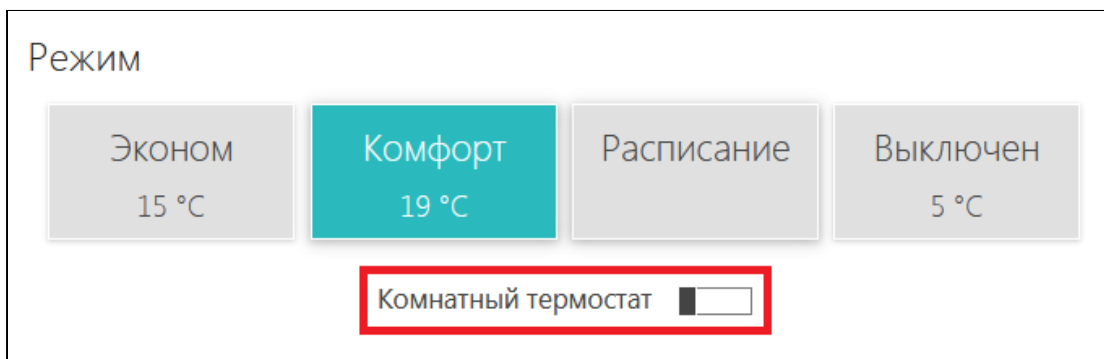 Режим
Эконом Комфорт Расписание Выключен
15 °C 19 °C 5 °C
Комнатный термостат